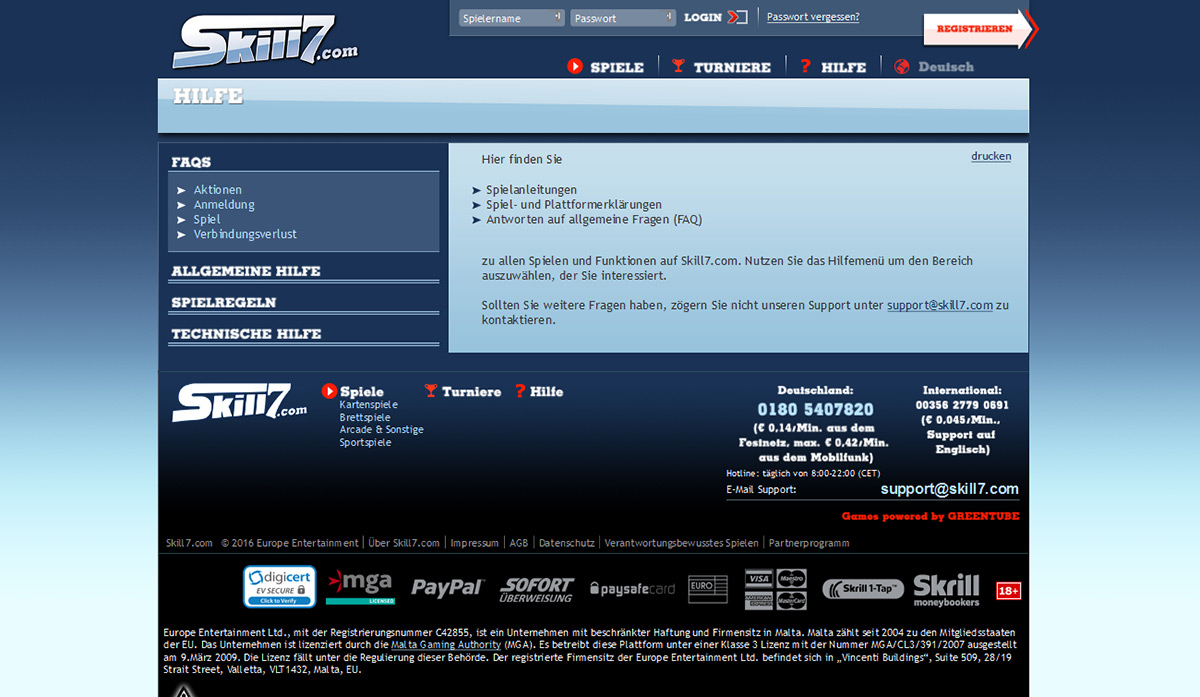 Skill7.com
Spielername
Passwort
LOGIN
Passwort vergessen?
REGISTRIEREN
SPIELE
TURNIERE
? HILFE
Deutsch
HILFE
FAQS
Aktionen
Anmeldung
Spiel
Verbindungsverlust
ALLGEMEINE HILFE
SPIELREGELN
TECHNISCHE HILFE
drucken
Hier finden Sie
Spielanleitungen
Spiel- und Plattformerklärungen
Antworten auf allgemeine Fragen (FAQ)
zu allen Spielen und Funktionen auf Skill7.com. Nutzen Sie das Hilfemenü um den Bereich
auszuwählen, der Sie interessiert.
Sollten Sie weitere Fragen haben, zögern Sie nicht unseren Support unter support@skill7.com zu
kontaktieren.
Skill7.com
Spiele
Kartenspiele
Brettspiele
Arcade & Sonstige
Sportspiele
Turniere
? Hilfe
Deutschland:
0180 5407820
(€ 0,14/Min. aus dem
Festnetz, max. € 0,42/Min.
aus dem Mobilfunk)
International:
00356 2779 0691
(€ 0,045/Min.,
Support auf
Englisch)
Hotline: täglich von 8:00-22:00 (CET)
E-Mail Support:
support@skill7.com
Games powered by GREENTUBE
Skill7.com © 2016 Europe Entertainment | Über Skill7.com | Impressum | AGB | Datenschutz | Verantwortungsbewusstes Spielen | Partnerprogramm
digicert
EV SECURE
Click to Verify
mga
LICENSED
PayPal
SOFORT
ÜBERWEISUNG
paysafecard
EURO
VISA
Maestro
AMERICAN EXPRESS
MasterCard
Skrill 1-Tap™
Skrill
moneybookers
18+
Europe Entertainment Ltd., mit der Registrierungsnummer C42855, ist ein Unternehmen mit beschränkter Haftung und Firmensitz in Malta. Malta zählt seit 2004 zu den Mitgliedsstaaten
der EU. Das Unternehmen ist lizenziert durch die Malta Gaming Authority (MGA). Es betreibt diese Plattform unter einer Klasse 3 Lizenz mit der Nummer MGA/CL3/391/2007 ausgestellt
am 9.März 2009. Die Lizenz fällt unter die Regulierung dieser Behörde. Der registrierte Firmensitz der Europe Entertainment Ltd. befindet sich in „Vincenti Buildings“, Suite 509, 28/19
Strait Street, Valletta, VLT1432, Malta, EU.